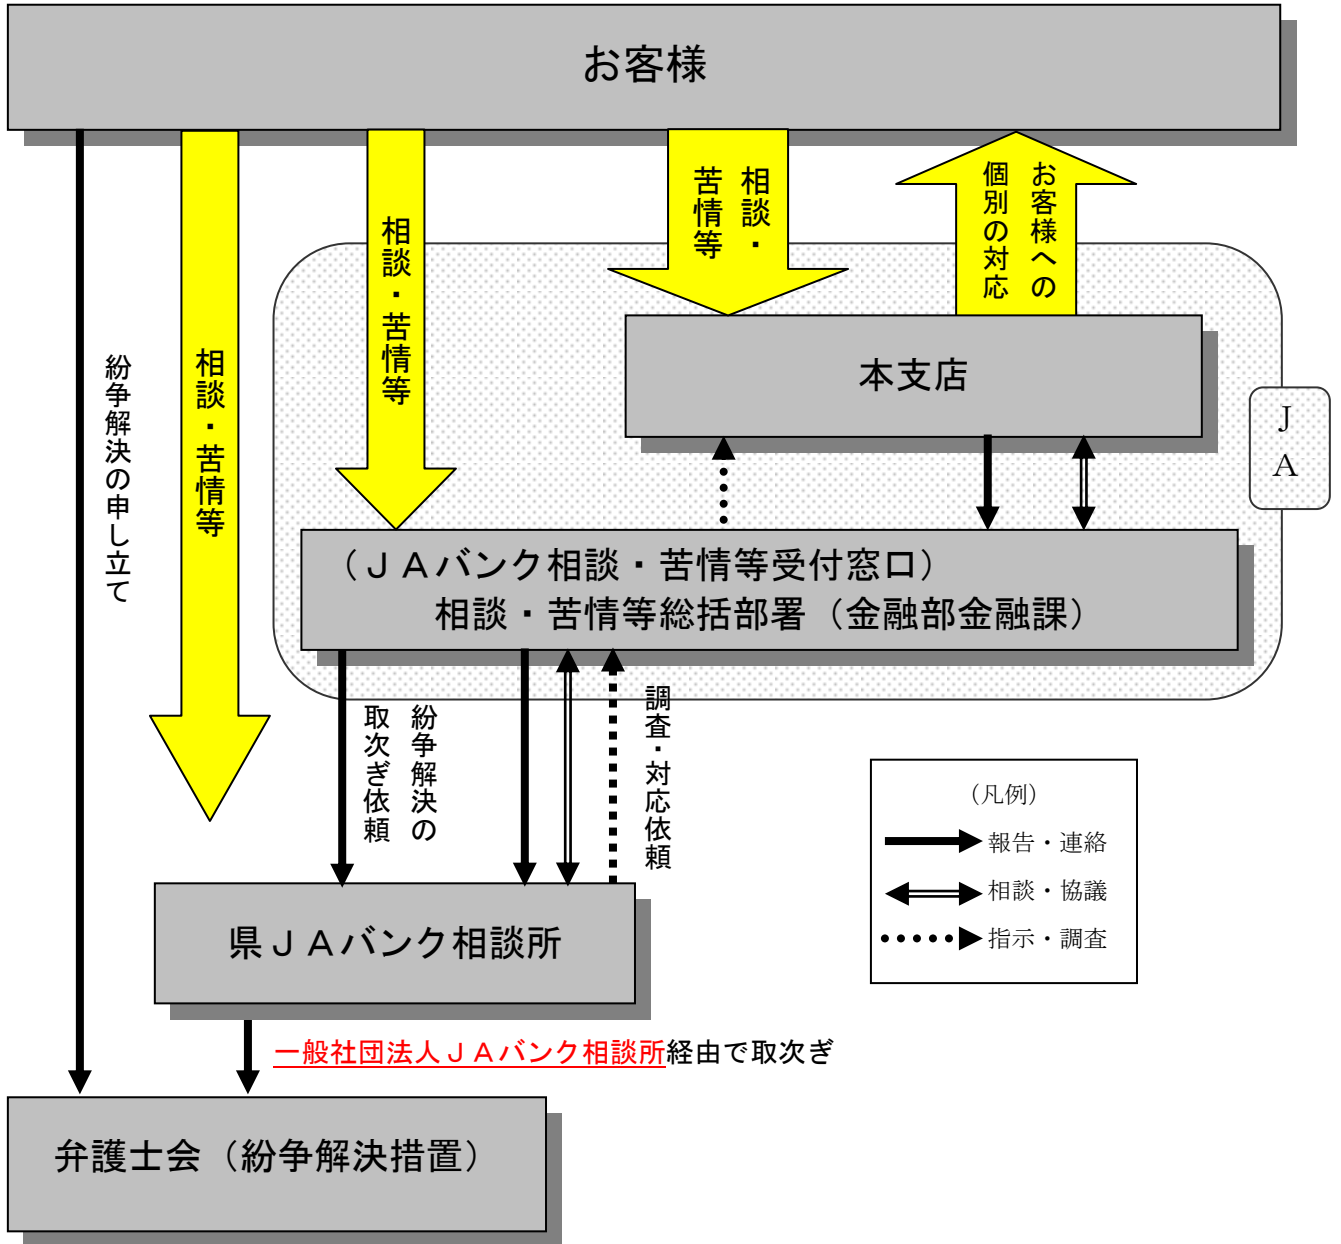 お客様
相談・
苦情等
お客様への
個別の対応
相談・苦情等
相談・苦情等
紛争解決の申し立て
本支店
ＪＡ
（ＪＡバンク相談・苦情等受付窓口）
相談・苦情等総括部署（金融部金融課）
紛争解決の
取次ぎ依頼
調査・対応依頼
（凡例）
報告・連絡
相談・協議
指示・調査
県ＪＡバンク相談所
一般社団法人ＪＡバンク相談所経由で取次ぎ
弁護士会（紛争解決措置）